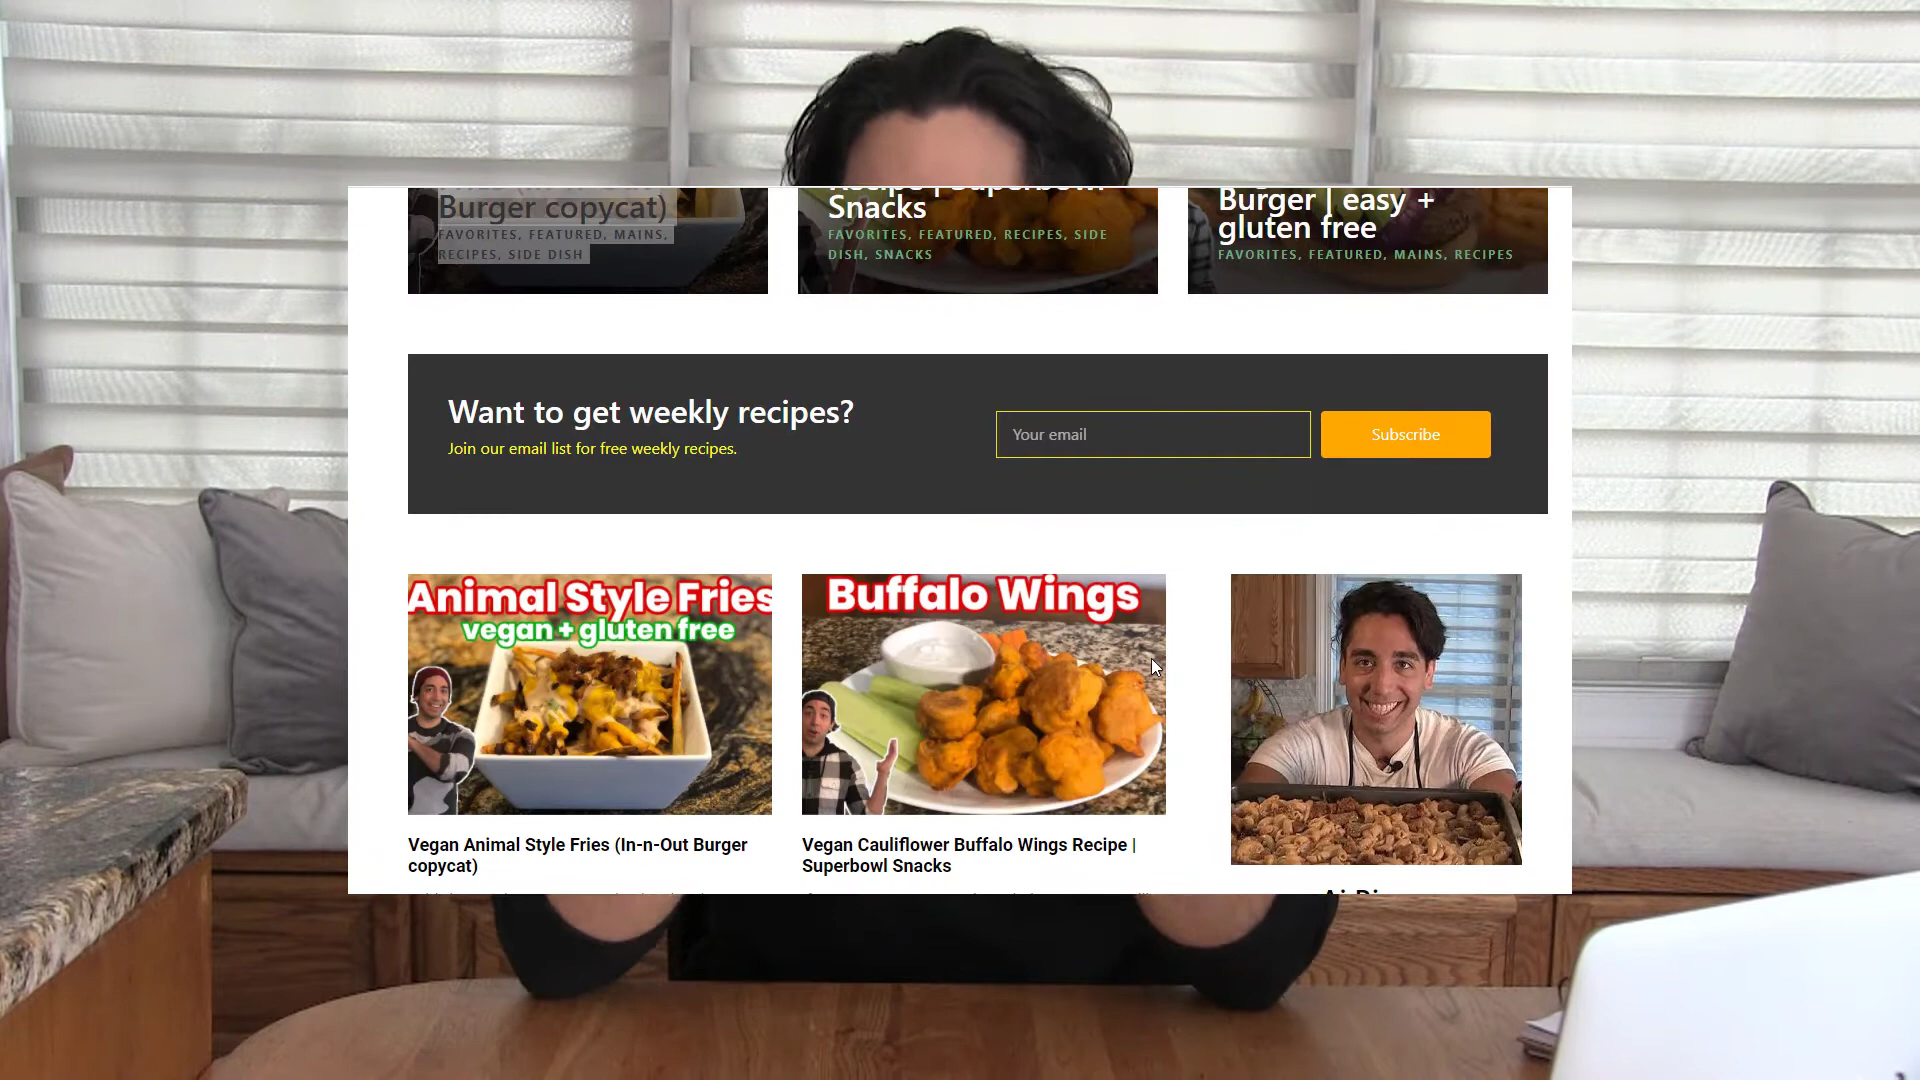 Burger copycat)
FAVORITES, FEATURED, MAINS,
RECIPES, SIDE DISH
Recipe | Superbowl
Snacks
FAVORITES, FEATURED, RECIPES, SIDE
DISH, SNACKS
Burger | easy +
gluten free
FAVORITES, FEATURED, MAINS, RECIPES
Want to get weekly recipes?
Join our email list for free weekly recipes.
Your email
Subscribe
Animal Style Fries
vegan + gluten free
Buffalo Wings
Vegan Animal Style Fries (In-n-Out Burger
copycat)
Vegan Cauliflower Buffalo Wings Recipe |
Superbowl Snacks